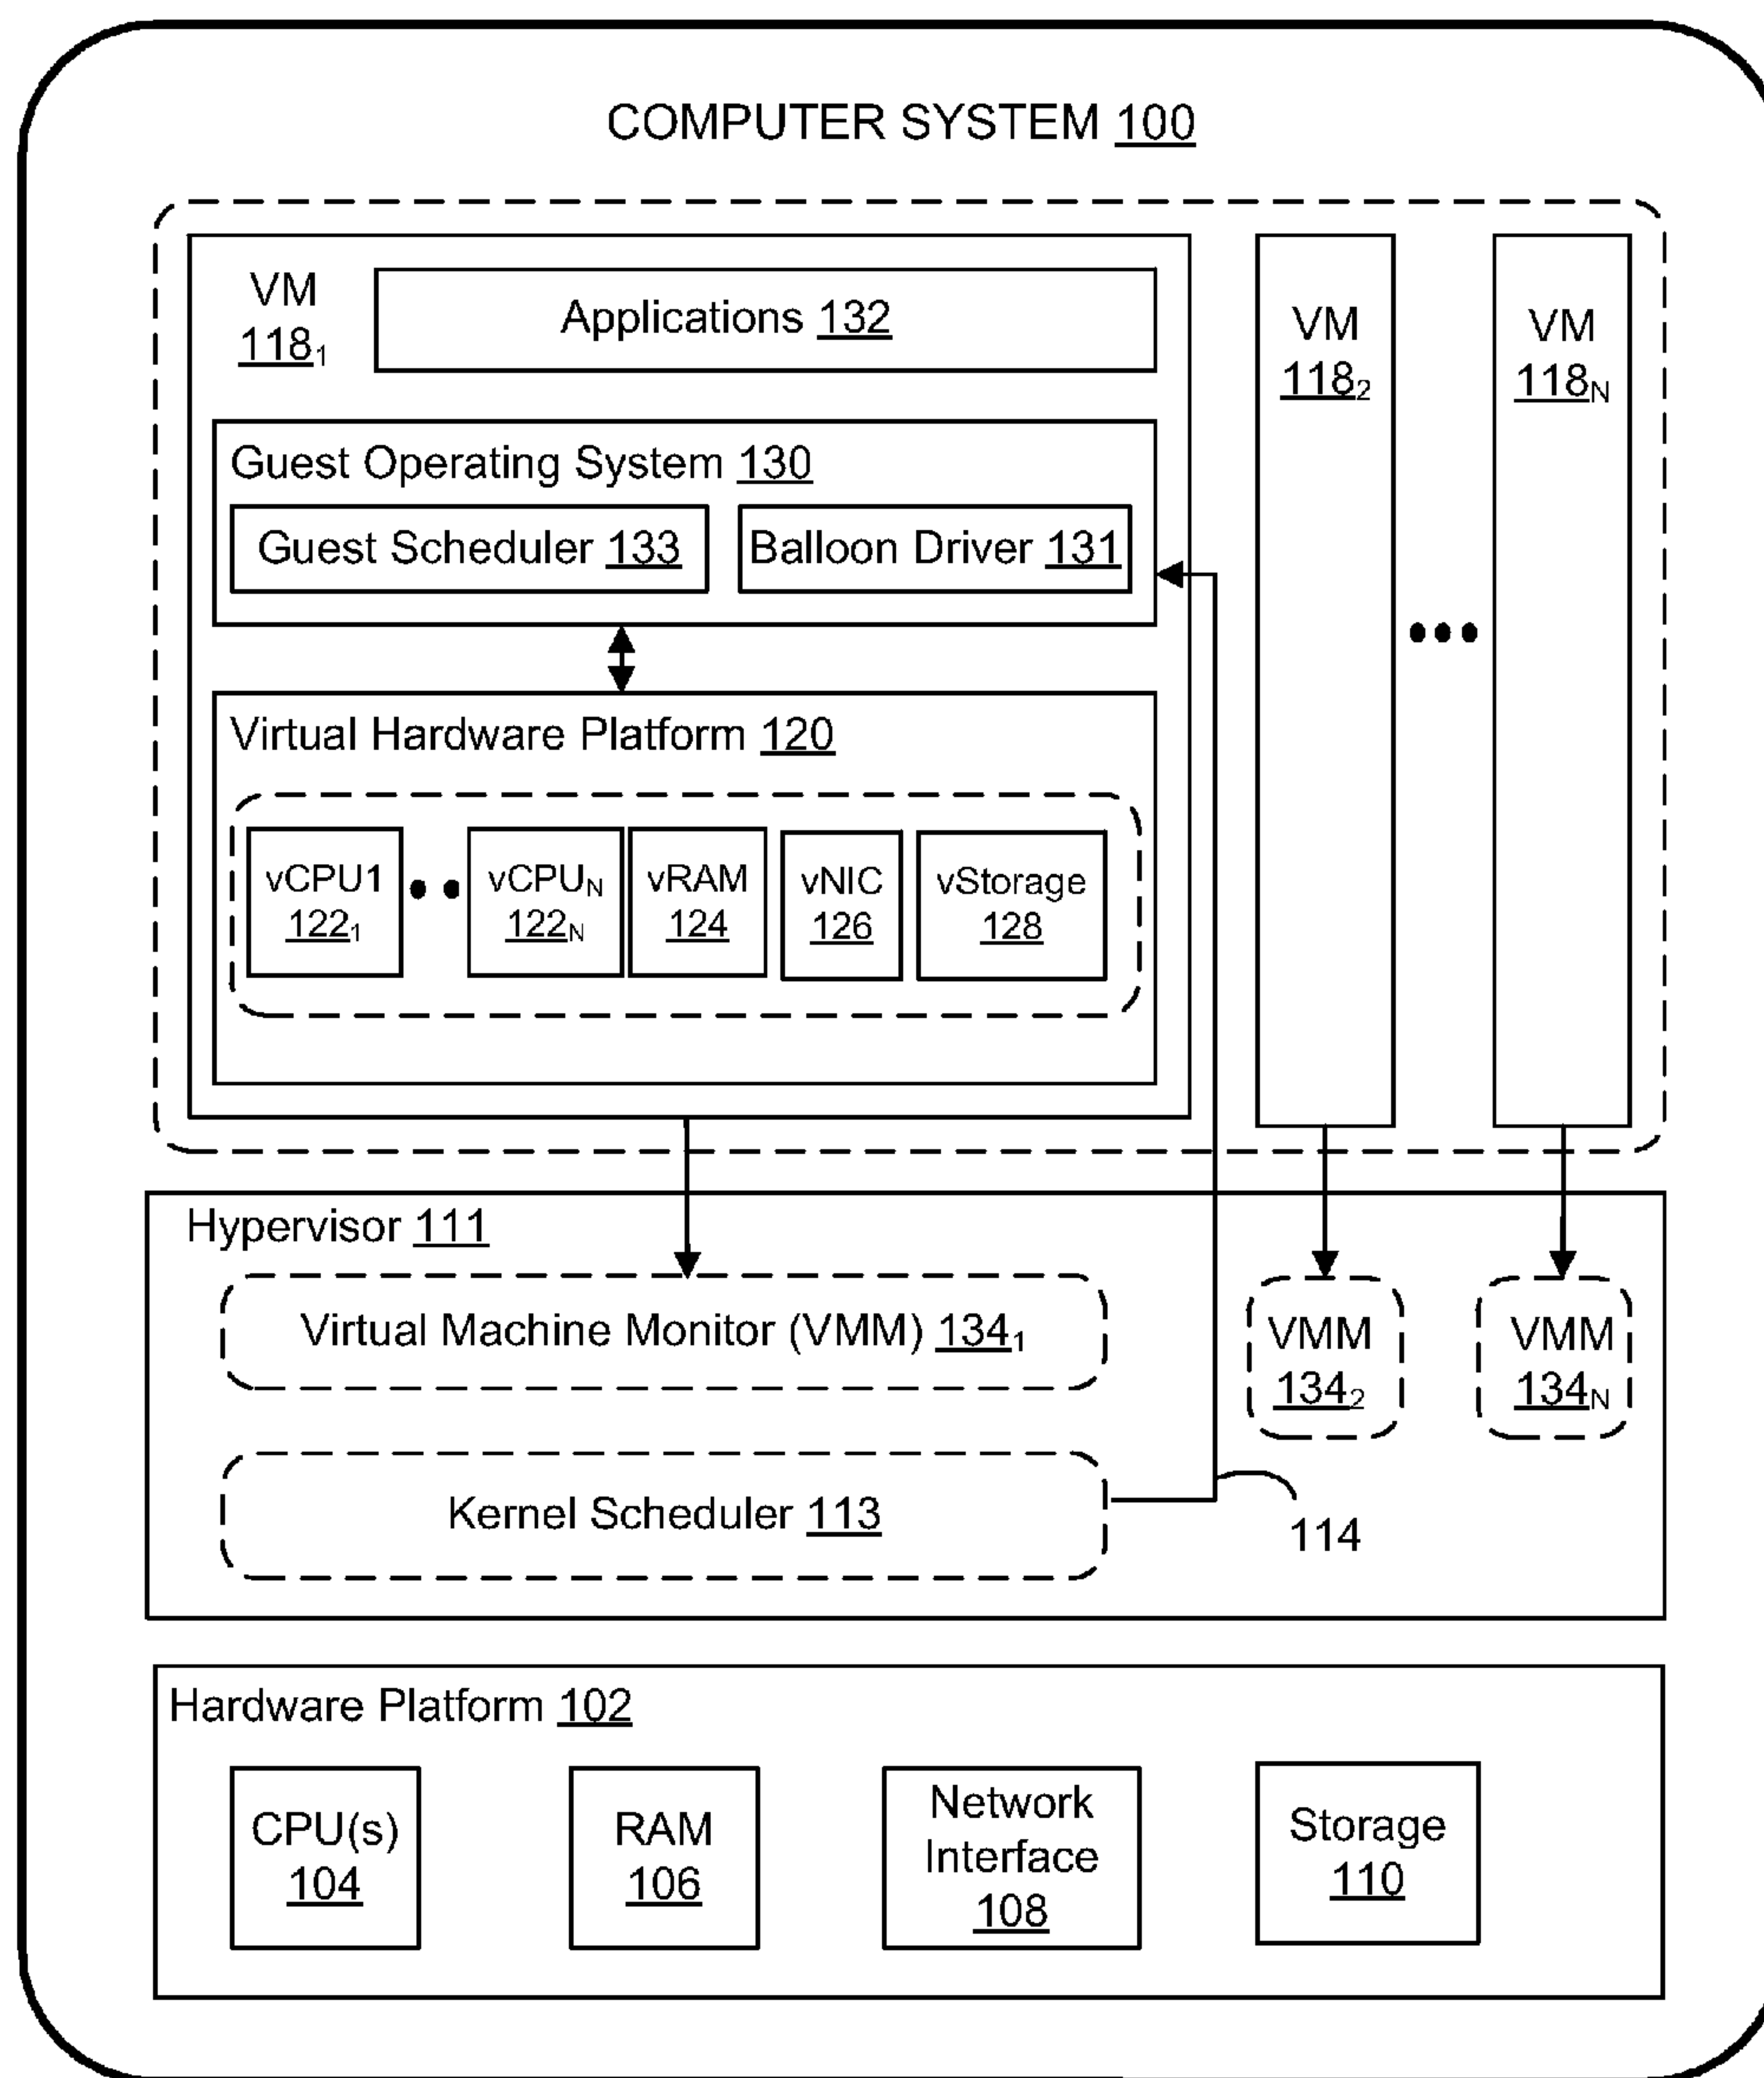 COMPUTER SYSTEM 100
VM
118₁
Applications 132
VM
118₂
VM
118N
Guest Operating System 130
Guest Scheduler 133
Balloon Driver 131
Virtual Hardware Platform 120
vCPU1
122₁
vCPUN
122N
vRAM
124
vNIC
126
vStorage
128
Hypervisor 111
Virtual Machine Monitor (VMM) 134₁
VMM
134₂
VMM
134N
Kernel Scheduler 113
114
Hardware Platform 102
CPU(s)
104
RAM
106
Network
Interface
108
Storage
110